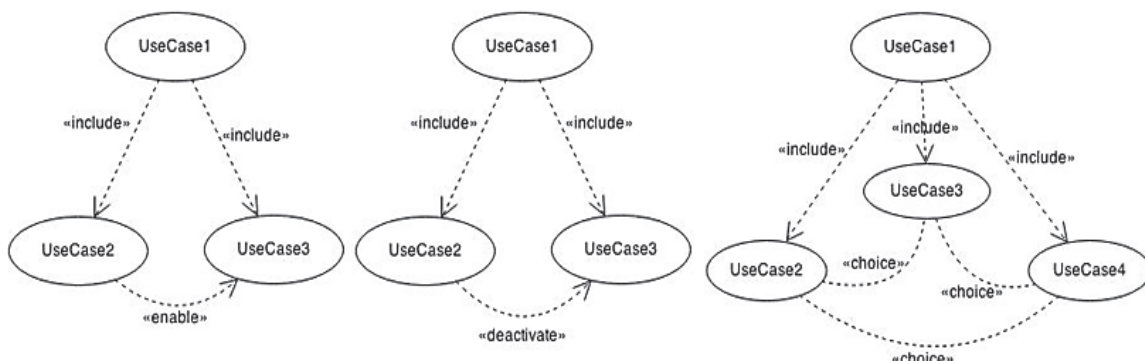 UseCase1
«include»
«include»
UseCase2
UseCase3
«enable»
UseCase1
«include»
«include»
UseCase2
UseCase3
«deactivate»
UseCase1
«include»
«include»
«include»
UseCase3
UseCase2
«choice»
«choice»
UseCase4
«choice»